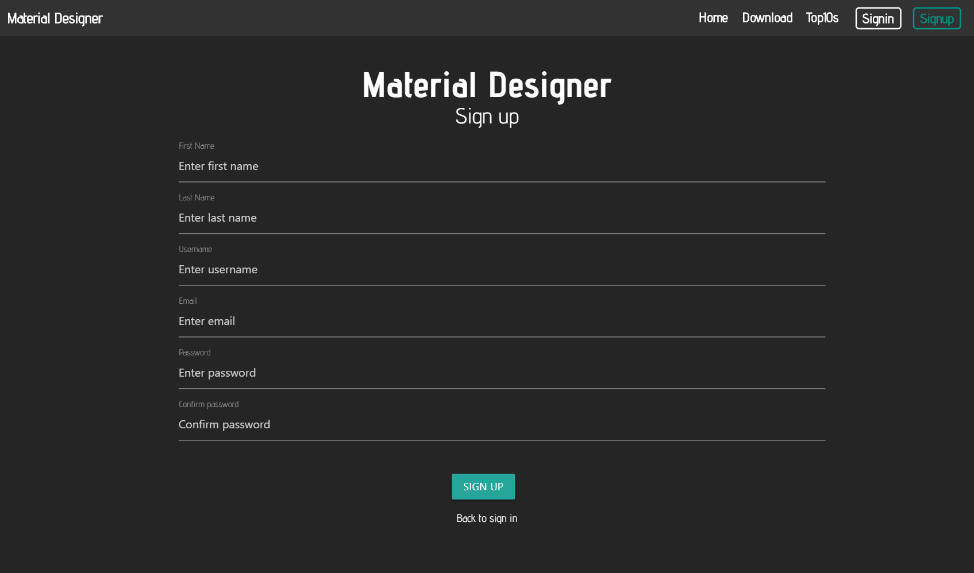 Material Designer Home Download Top10s Signin Signup
Material Designer
Sign up
First Name
Enter first name
Last Name
Enter last name
Username
Enter username
Email
Enter email
Password
Enter password
Confirm password
Confirm password
SIGN UP
Back to sign in